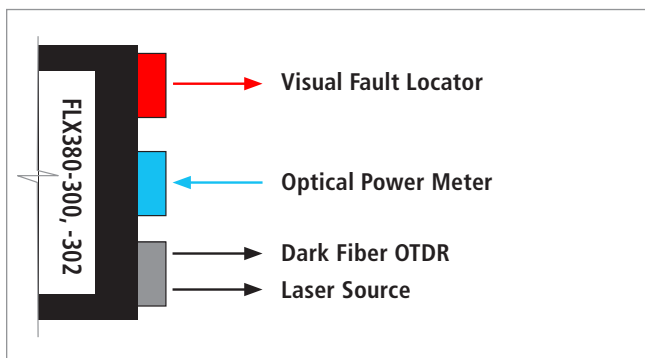 FLX380-300, -302
Visual Fault Locator
Optical Power Meter
Dark Fiber OTDR
Laser Source